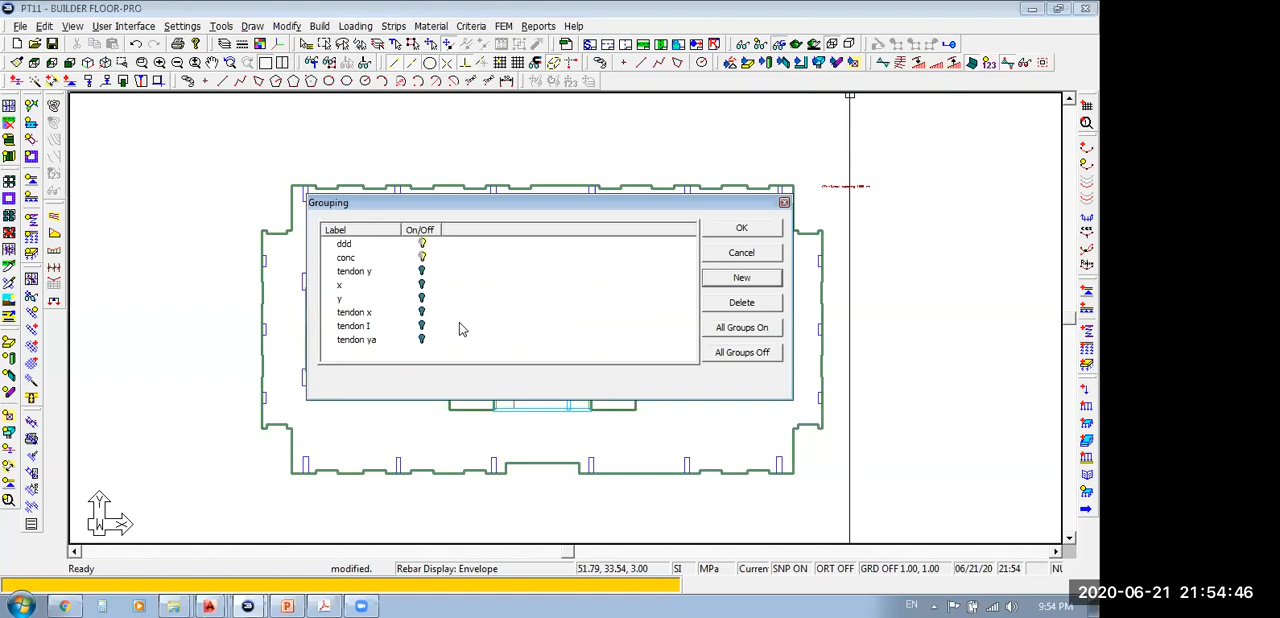 PT11 - BUILDER FLOOR-PRO
File Edit View User Interface Settings Tools Draw Modify Build Loading Strips Material Criteria FEM Reports Help
Grouping
Label On/Off
ddd
conc
tendon y
x
y
tendon x
tendon I
tendon ya
OK
Cancel
New
Delete
All Groups On
All Groups Off
Y
W X
Ready modified. Rebar Display: Envelope 51.79, 33.54, 3.00 SI MPa Current SNP ON ORT OFF GRD OFF 1.00, 1.00 06/21/20 21:54 NU
EN 9:54 PM
2020-06-21 21:54:46